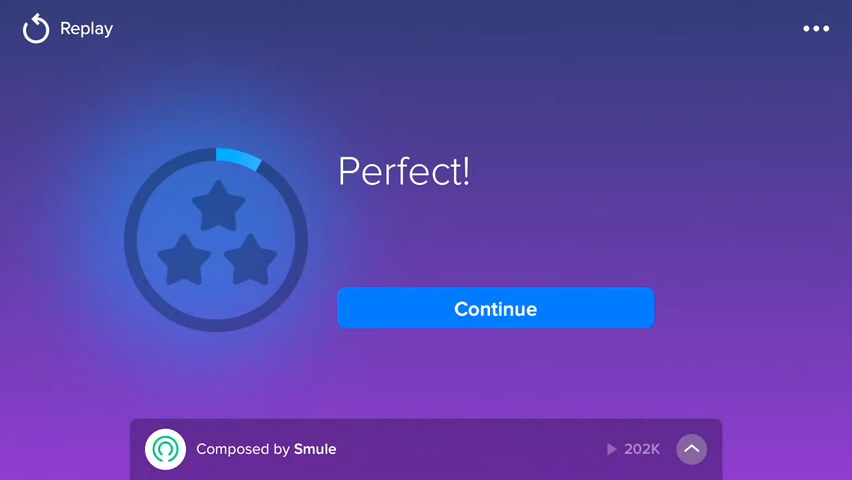 Replay
Perfect!
Continue
Composed by Smule
202K